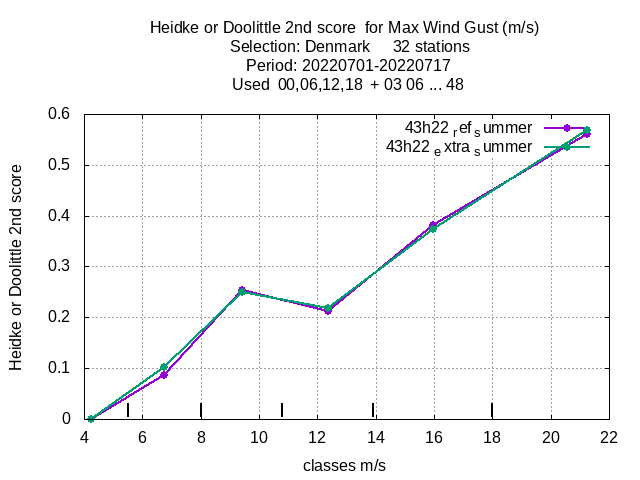 Heidke or Doolittle 2nd score for Max Wind Gust (m/s)
Selection: Denmark 32 stations
Period: 20220701-20220717
Used 00,06,12,18 + 03 06 ... 48
43h22 ref summer
43h22 extra summer
Heidke or Doolittle 2nd score
0.6
0.5
0.4
0.3
0.2
0.1
0
4 6 8 10 12 14 16 18 20 22
classes m/s